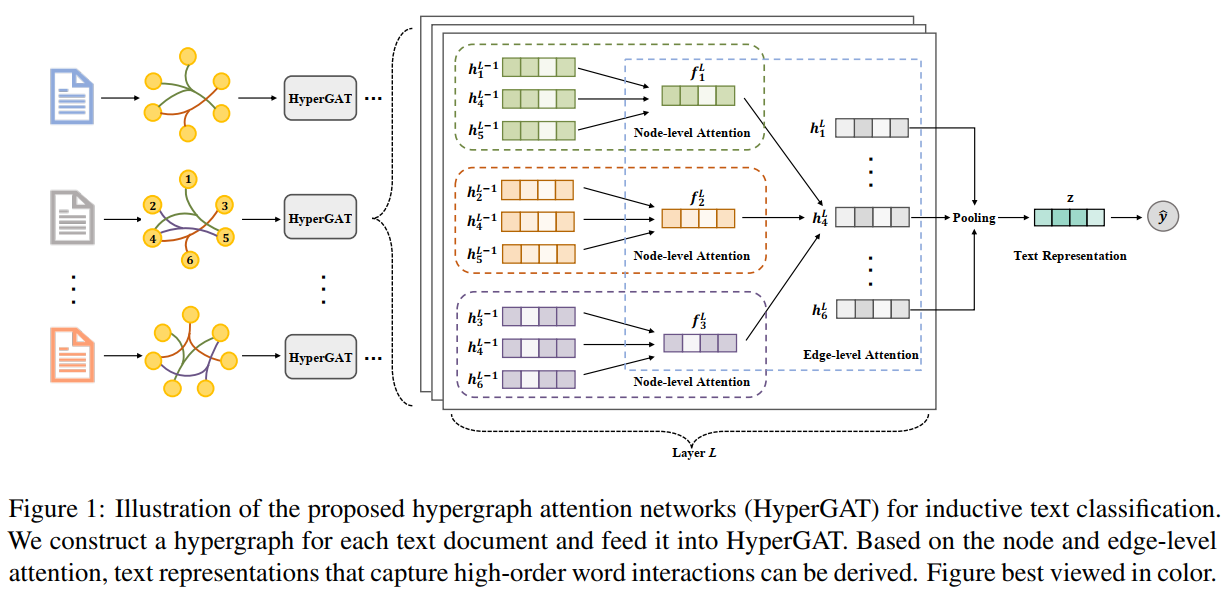 HyperGAT ...
1
2
3
4
5
6
HyperGAT
HyperGAT ...
h_1^{L-1}
h_4^{L-1}
h_5^{L-1}
f_1^L
Node-level Attention
h_2^{L-1}
h_4^{L-1}
h_5^{L-1}
f_2^L
Node-level Attention
h_3^{L-1}
h_4^{L-1}
h_6^{L-1}
f_3^L
Node-level Attention
h_1^L
h_4^L
h_6^L
Edge-level Attention
Pooling
z
Text Representation
ŷ
Layer L
Figure 1: Illustration of the proposed hypergraph attention networks (HyperGAT) for inductive text classification.
We construct a hypergraph for each text document and feed it into HyperGAT. Based on the node and edge-level
attention, text representations that capture high-order word interactions can be derived. Figure best viewed in color.